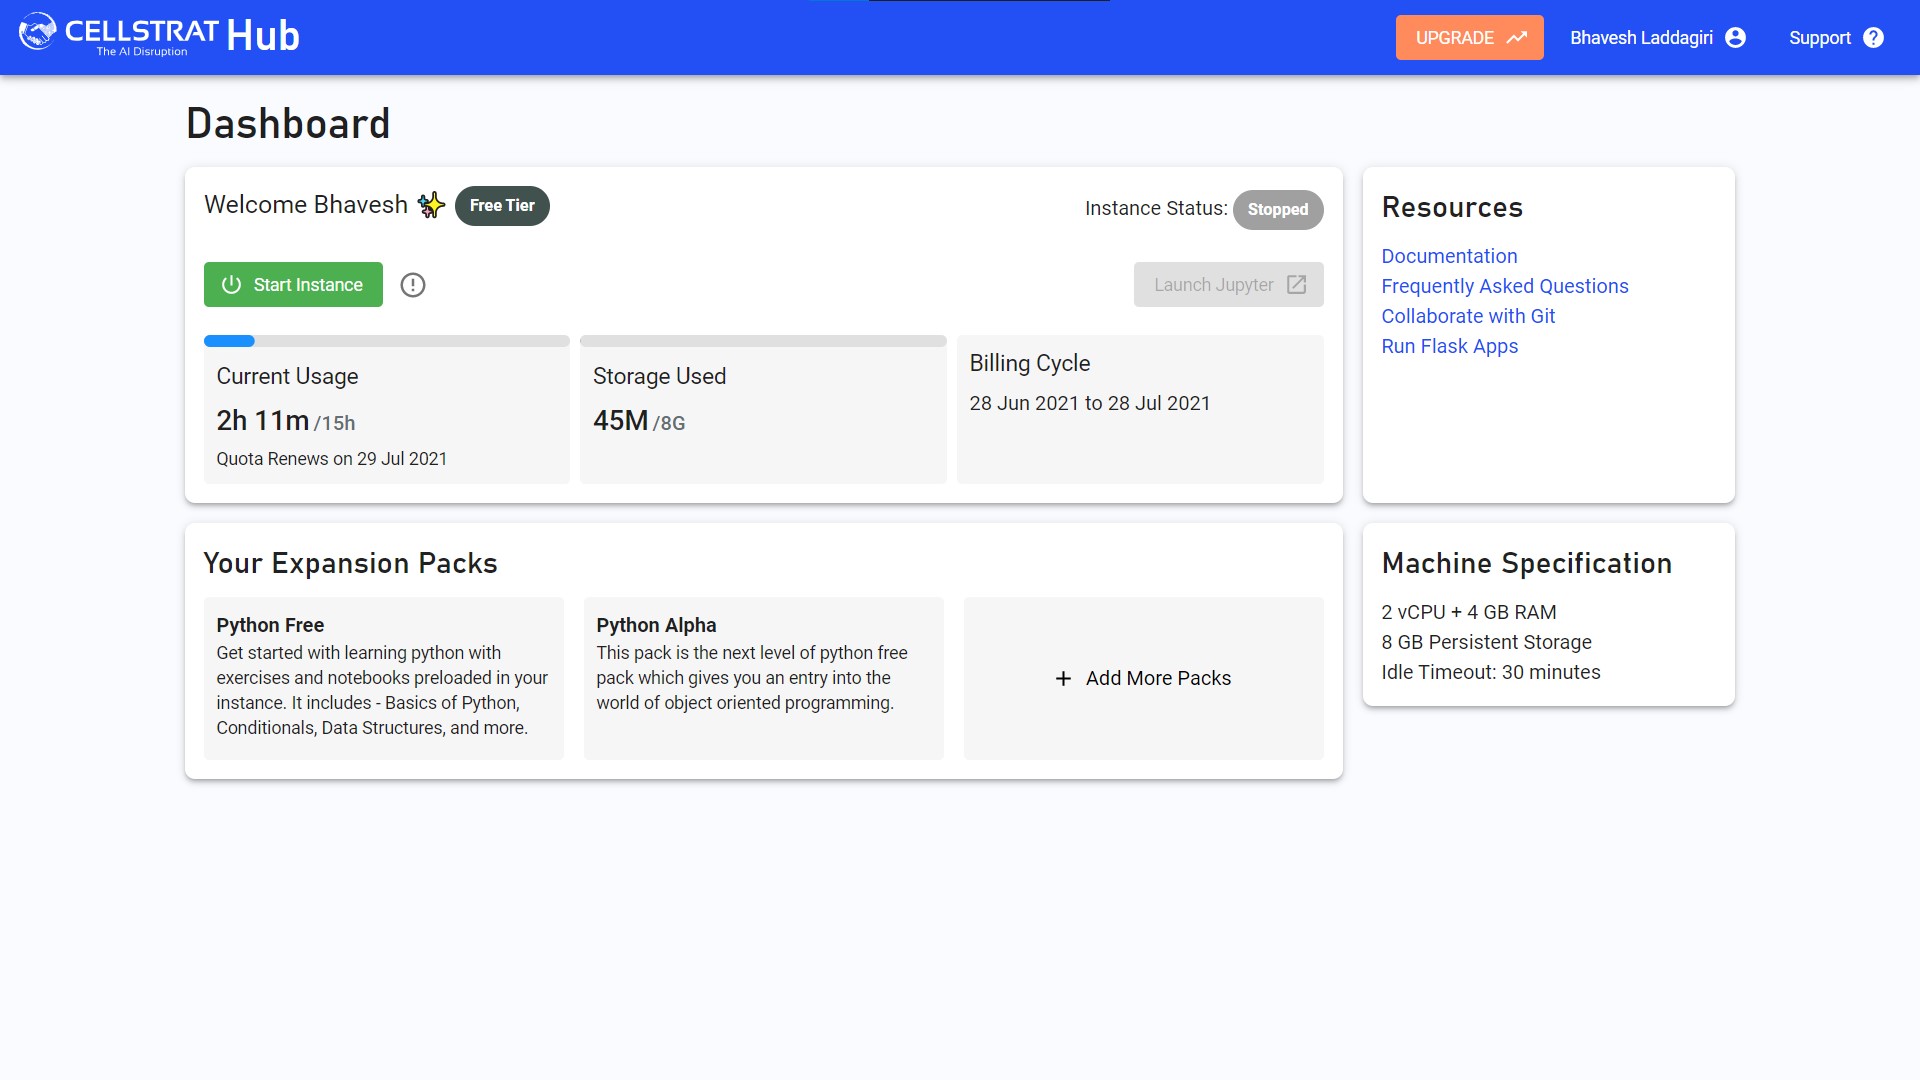 CELLSTRAT Hub
The AI Disruption
UPGRADE
Bhavesh Laddagiri
Support
Dashboard
Welcome Bhavesh
Free Tier
Instance Status: Stopped
Start Instance
Launch Jupyter
Current Usage
2h 11m /15h
Quota Renews on 29 Jul 2021
Storage Used
45M /8G
Billing Cycle
28 Jun 2021 to 28 Jul 2021
Resources
Documentation
Frequently Asked Questions
Collaborate with Git
Run Flask Apps
Your Expansion Packs
Python Free
Get started with learning python with
exercises and notebooks preloaded in your
instance. It includes - Basics of Python,
Conditionals, Data Structures, and more.
Python Alpha
This pack is the next level of python free
pack which gives you an entry into the
world of object oriented programming.
+ Add More Packs
Machine Specification
2 vCPU + 4 GB RAM
8 GB Persistent Storage
Idle Timeout: 30 minutes